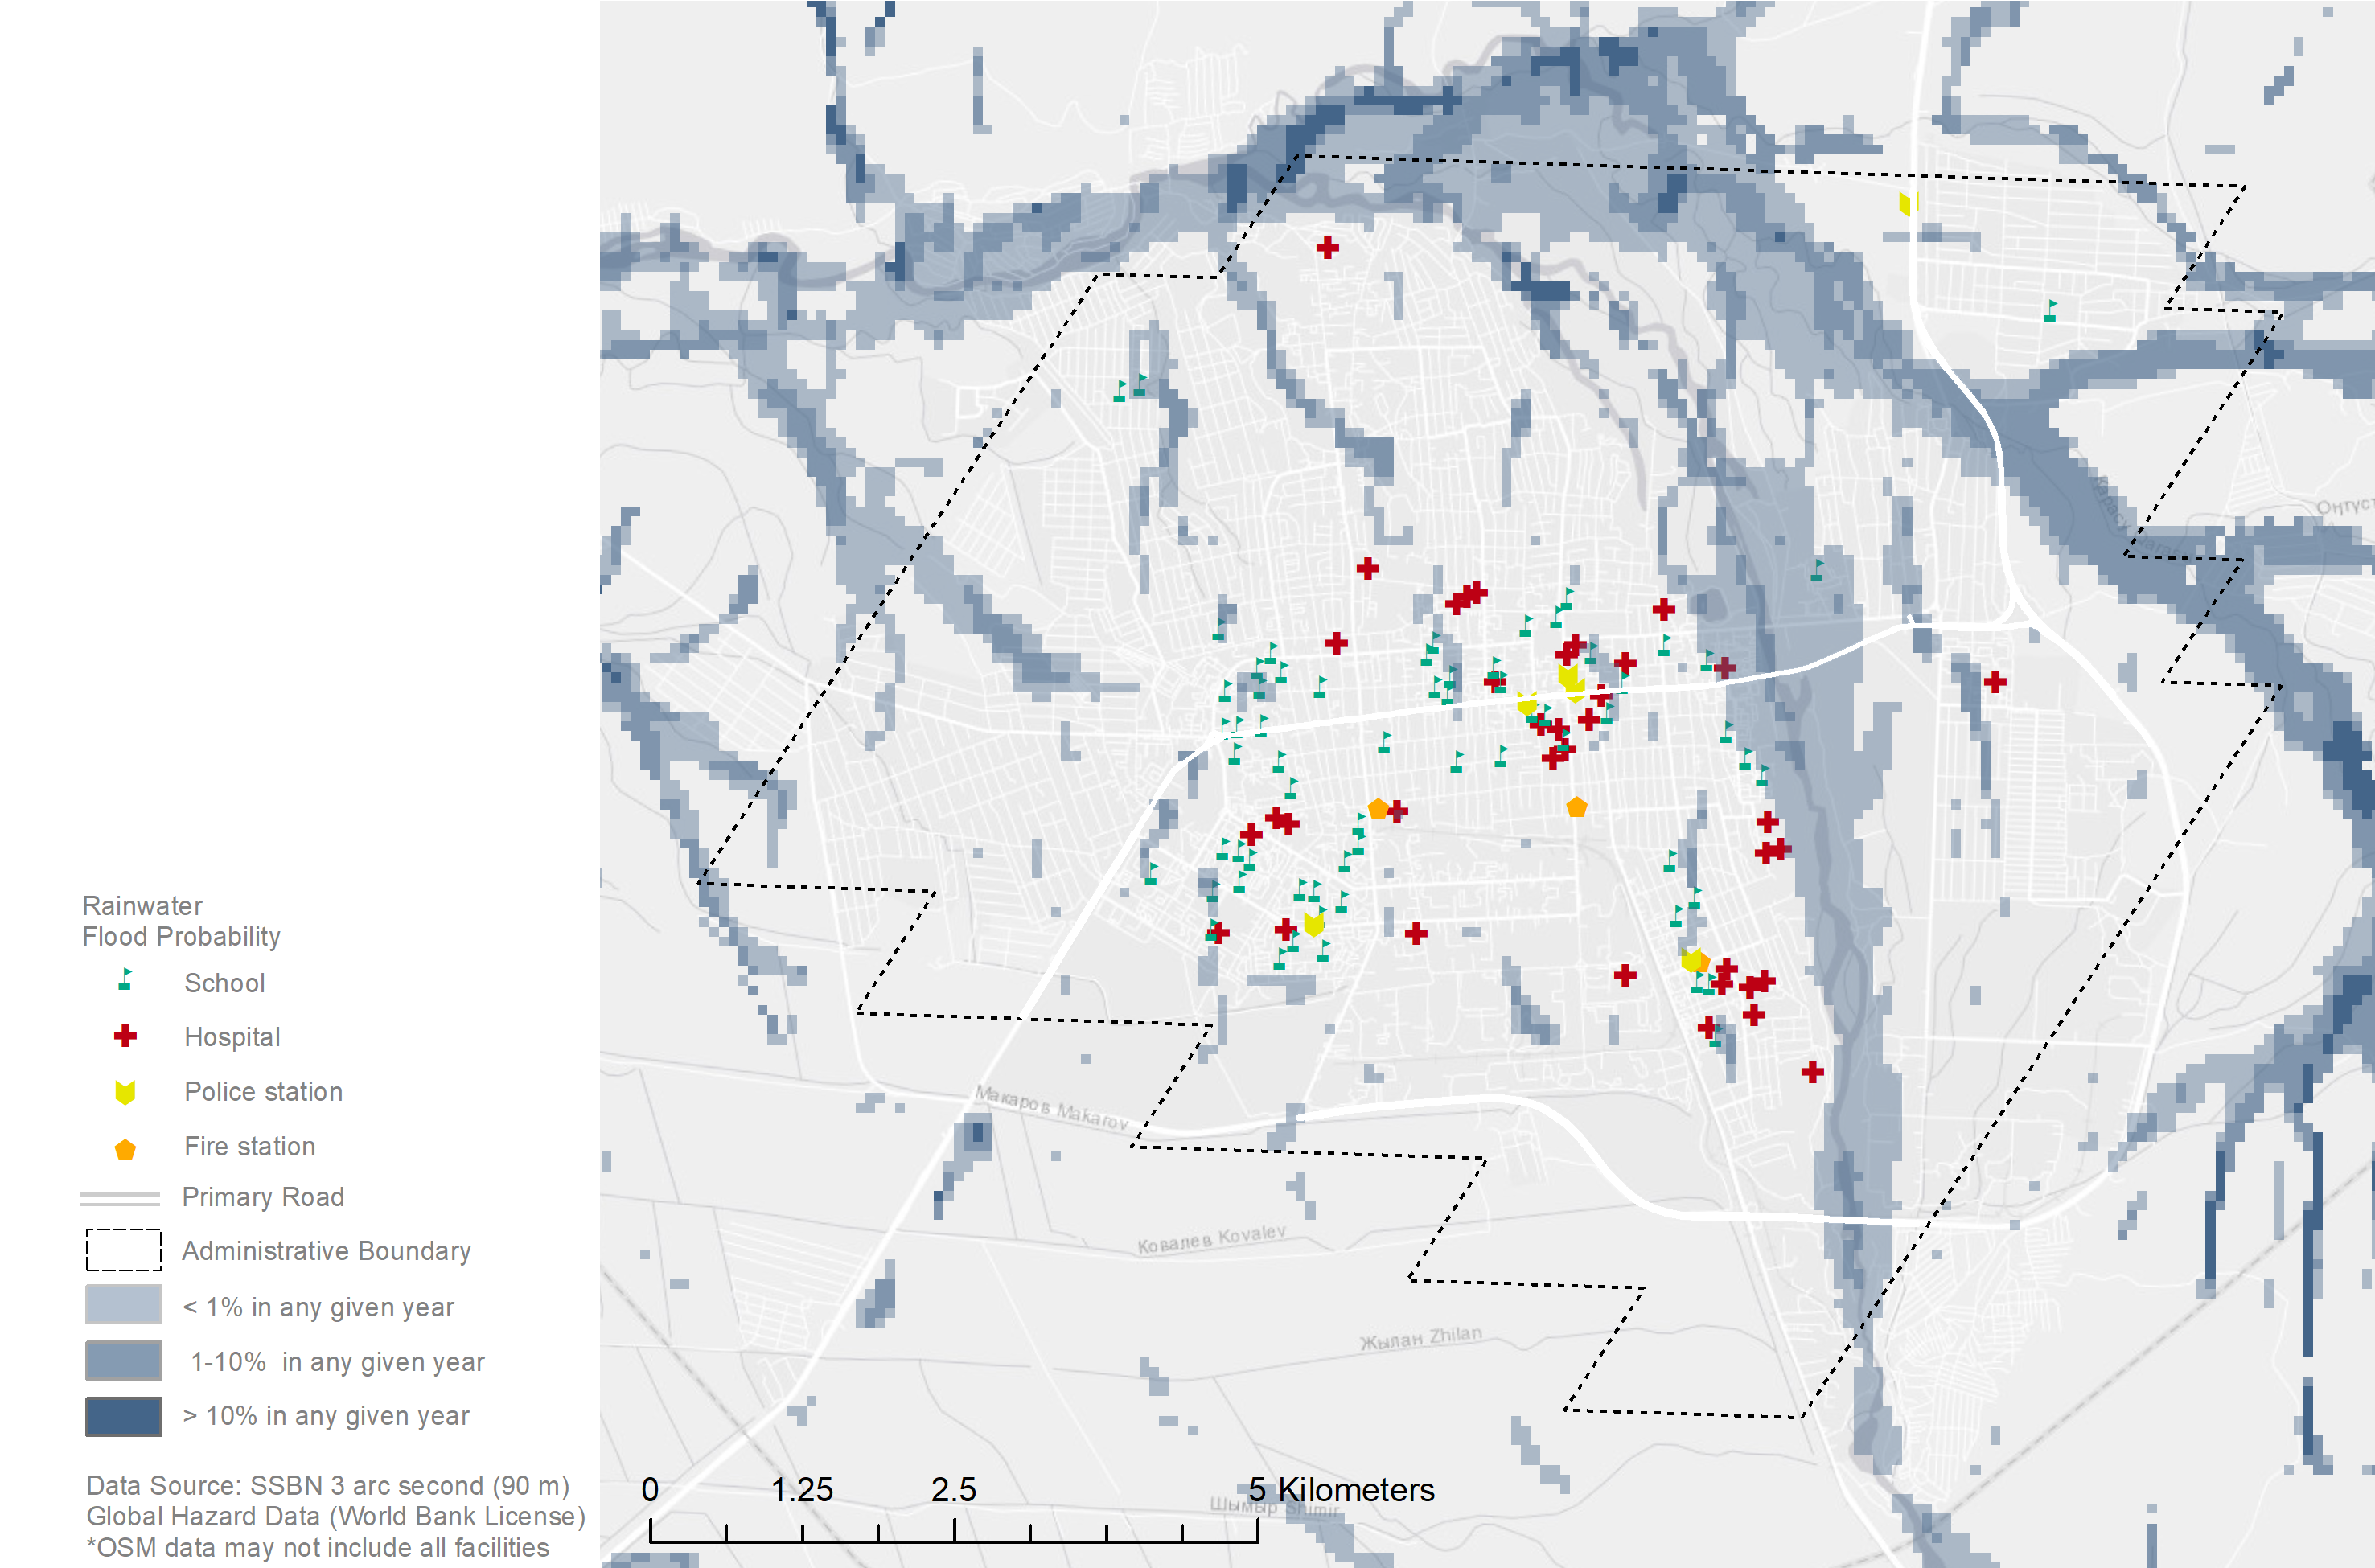 Rainwater
Flood Probability
School
Hospital
Police station
Fire station
Primary Road
Administrative Boundary
< 1% in any given year
1-10% in any given year
> 10% in any given year
Data Source: SSBN 3 arc second (90 m)
Global Hazard Data (World Bank License)
*OSM data may not include all facilities
Макаров Makarov
Ковалев Kovalev
Жылан Zhilan
Шымыр Shimir
0 1.25 2.5 5 Kilometers